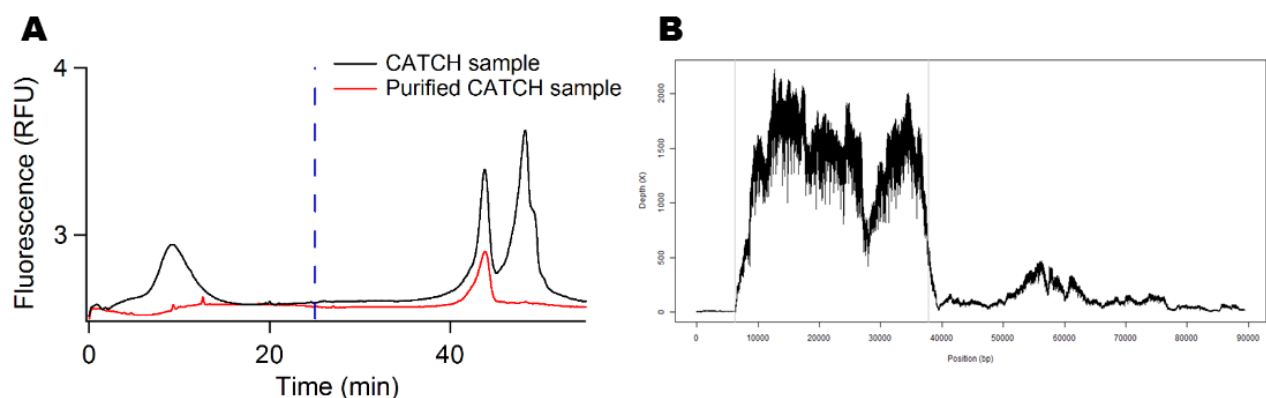 A
B
4
3
Fluorescence (RFU)
CATCH sample
Purified CATCH sample
0
20
40
Time (min)
2000
1500
1000
500
0
Depth (X)
0
10000
20000
30000
40000
50000
60000
70000
80000
90000
Position (bp)